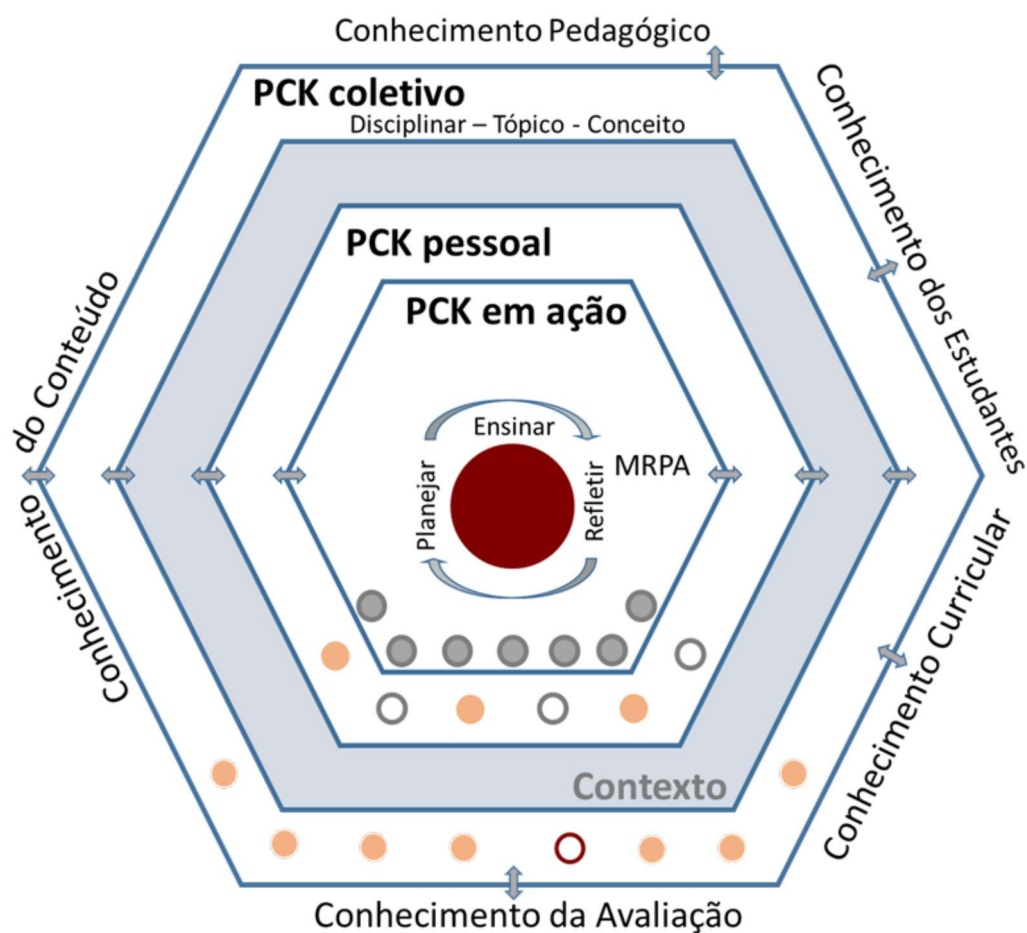 Conhecimento Pedagógico
PCK coletivo
Disciplinar – Tópico - Conceito
Conhecimento dos Estudantes
PCK pessoal
PCK em ação
Conhecimento do Conteúdo
Ensinar
Planejar
Refletir
MRPA
Conhecimento Curricular
Contexto
Conhecimento da Avaliação